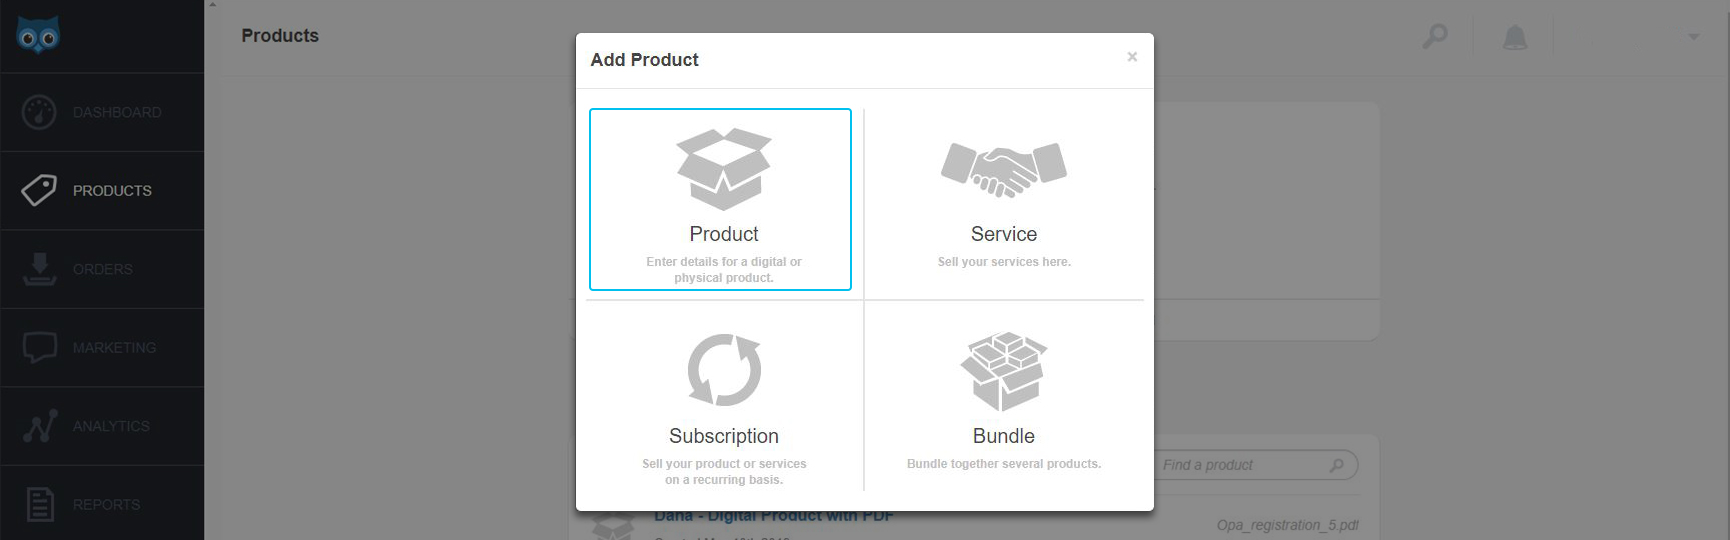 Products
DASHBOARD
PRODUCTS
ORDERS
MARKETING
ANALYTICS
REPORTS
Add Product
×
Product
Enter details for a digital or
physical product.
Service
Sell your services here.
Subscription
Sell your product or services
on a recurring basis.
Bundle
Bundle together several products.
Find a product
Dana - Digital Product with PDF
Opa_registration_5.pdf